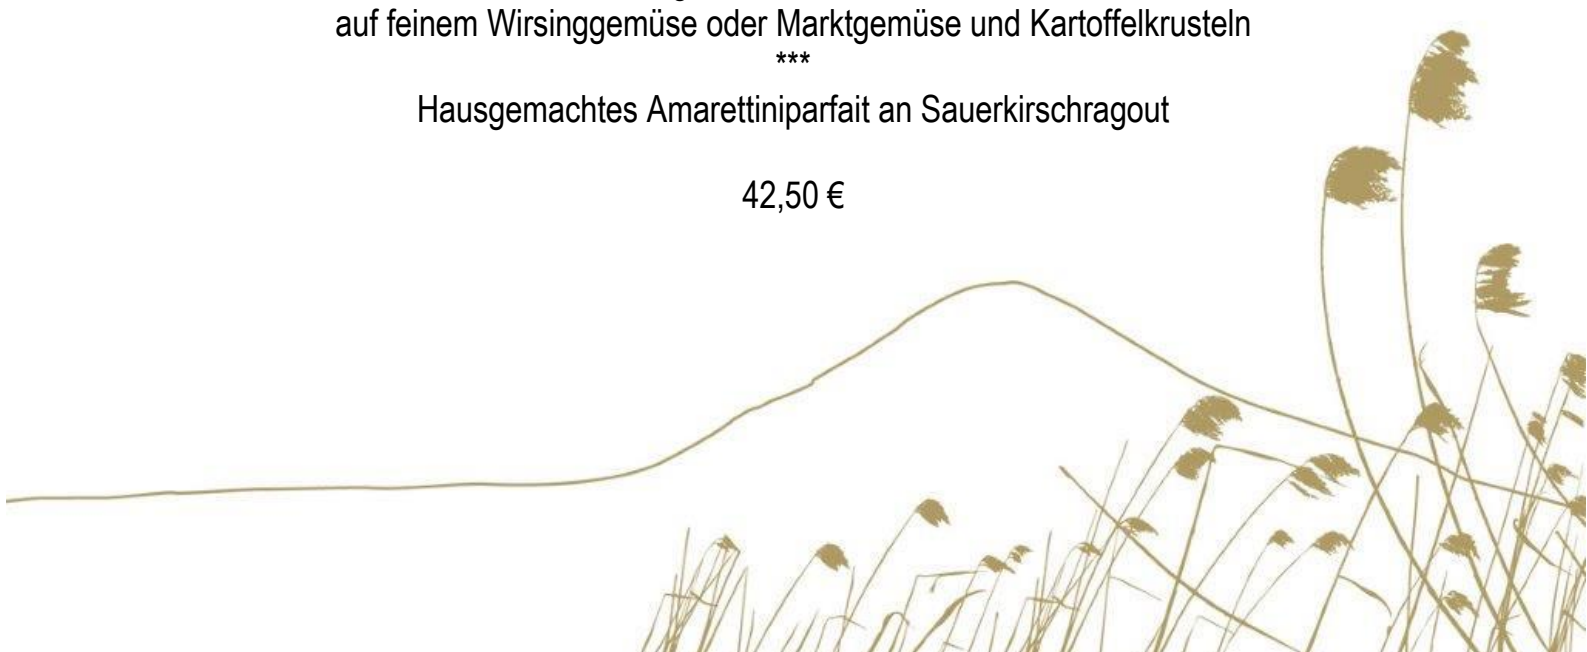 auf feinem Wirsinggemüse oder Marktgemüse und Kartoffelkrusteln
***
Hausgemachtes Amarettiniparfait an Sauerkirschragout
42,50 €